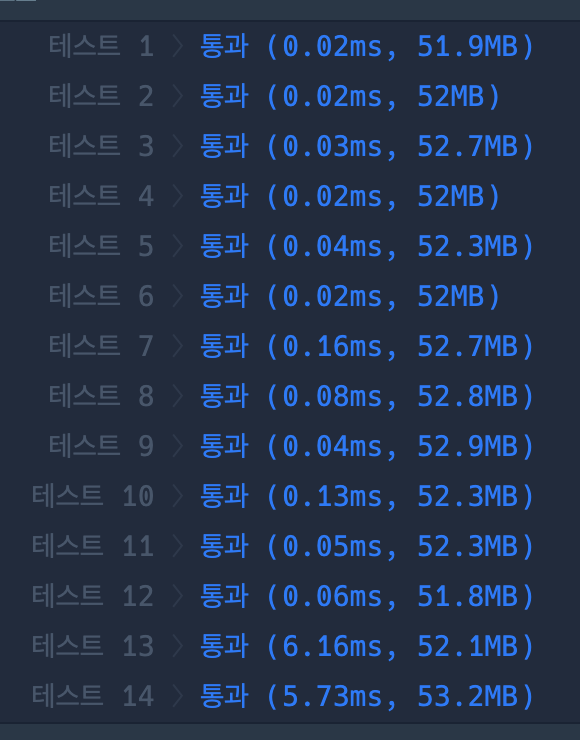 테스트 1 〉 통과 (0.02ms, 51.9MB)
테스트 2 〉 통과 (0.02ms, 52MB)
테스트 3 〉 통과 (0.03ms, 52.7MB)
테스트 4 〉 통과 (0.02ms, 52MB)
테스트 5 〉 통과 (0.04ms, 52.3MB)
테스트 6 〉 통과 (0.02ms, 52MB)
테스트 7 〉 통과 (0.16ms, 52.7MB)
테스트 8 〉 통과 (0.08ms, 52.8MB)
테스트 9 〉 통과 (0.04ms, 52.9MB)
테스트 10 〉 통과 (0.13ms, 52.3MB)
테스트 11 〉 통과 (0.05ms, 52.3MB)
테스트 12 〉 통과 (0.06ms, 51.8MB)
테스트 13 〉 통과 (6.16ms, 52.1MB)
테스트 14 〉 통과 (5.73ms, 53.2MB)